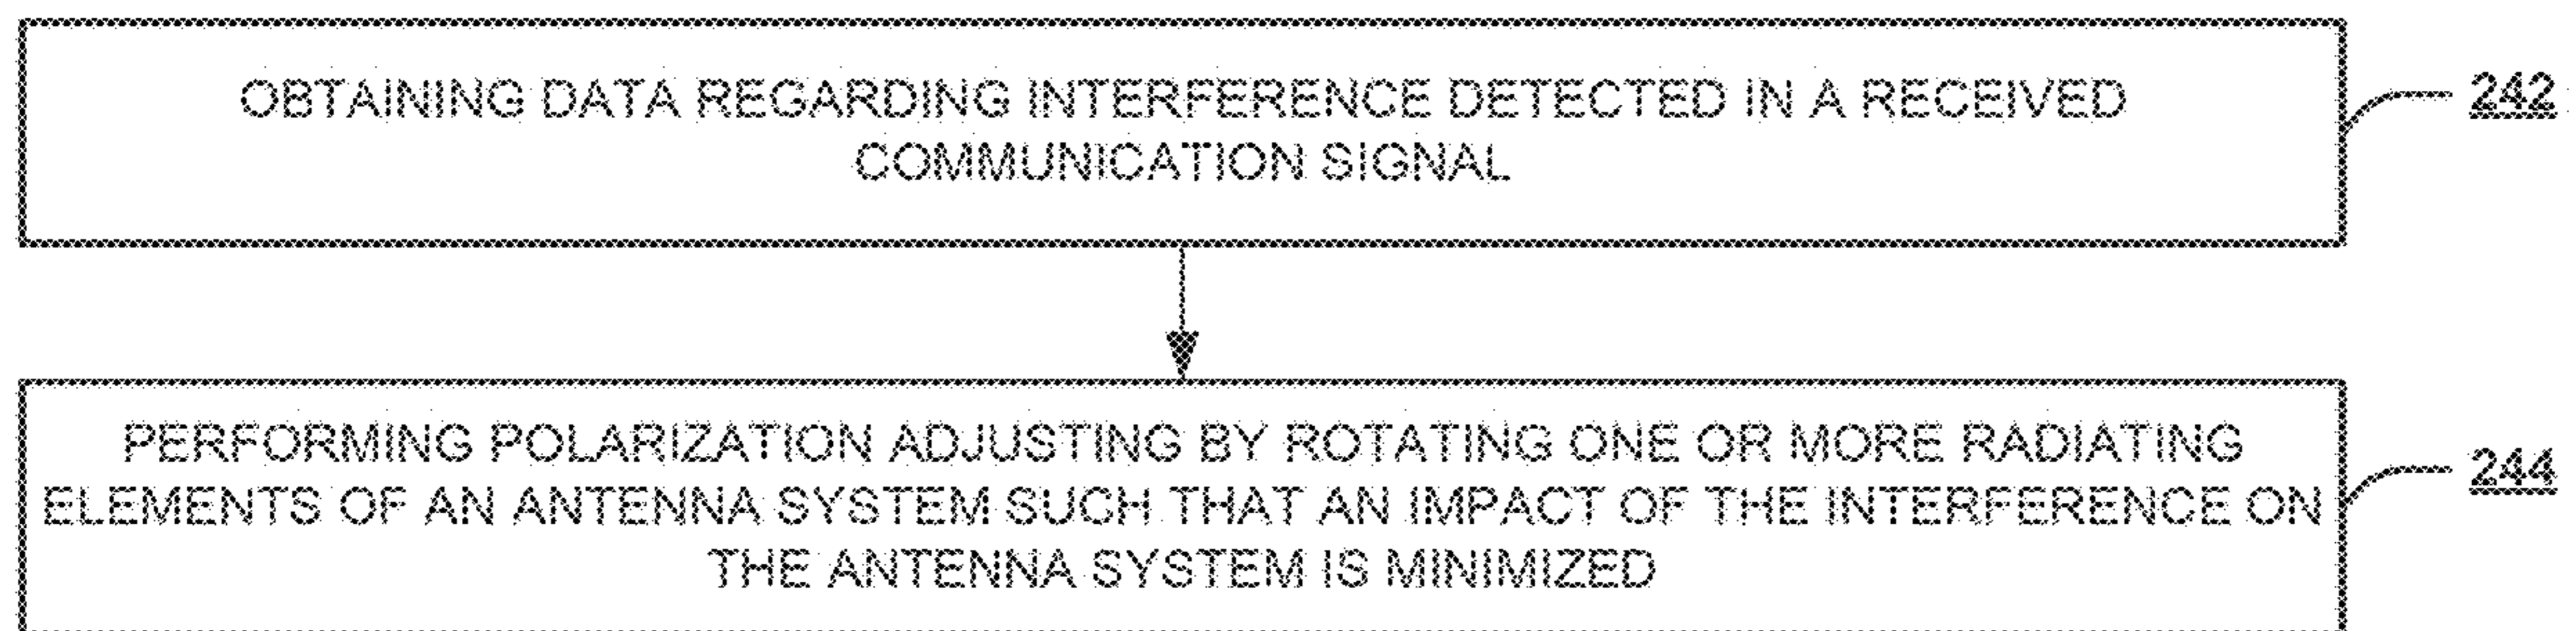 OBTAINING DATA REGARDING INTERFERENCE DETECTED IN A RECEIVED
COMMUNICATION SIGNAL
242
PERFORMING POLARIZATION ADJUSTING BY ROTATING ONE OR MORE RADIATING
ELEMENTS OF AN ANTENNA SYSTEM SUCH THAT AN IMPACT OF THE INTERFERENCE ON
THE ANTENNA SYSTEM IS MINIMIZED
244